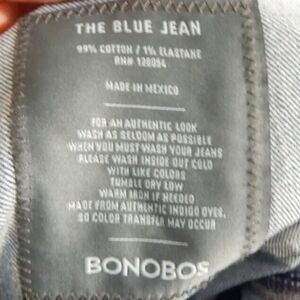 THE BLUE JEAN
99% COTTON / 1% ELASTANE
RN# 128054
MADE IN MEXICO
FOR AN AUTHENTIC LOOK
WASH AS SELDOM AS POSSIBLE
WHEN YOU MUST WASH YOUR JEANS
PLEASE WASH INSIDE OUT COLD
WITH LIKE COLORS
TUMBLE DRY LOW
WARM IRON IF NEEDED
MADE FROM AUTHENTIC INDIGO DYES,
SO COLOR TRANSFER MAY OCCUR
BONOBOS